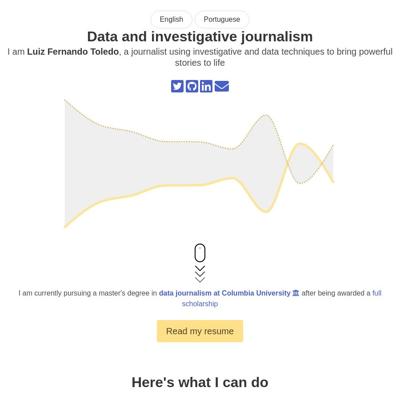 English
Portuguese
Data and investigative journalism
I am Luiz Fernando Toledo, a journalist using investigative and data techniques to bring powerful
stories to life
I am currently pursuing a master's degree in data journalism at Columbia University after being awarded a full
scholarship
Read my resume
Here's what I can do